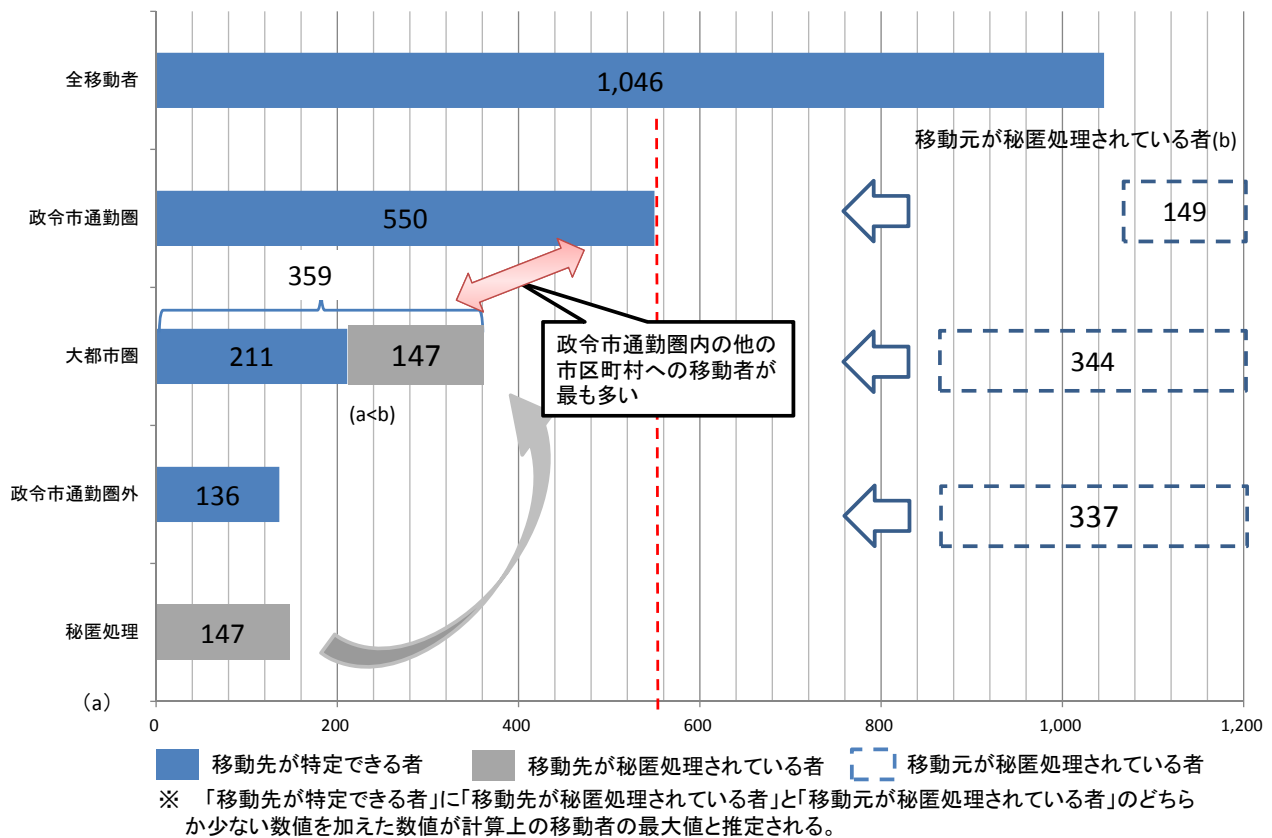 全移動者
1,046
移動元が秘匿処理されている者(b)
政令市通勤圏
550
149
359
大都市圏
211
147
(a<b)
政令市通勤圏内の他の
市区町村への移動者が
最も多い
344
政令市通勤圏外
136
337
秘匿処理
147
(a)
0
200
400
600
800
1,000
1,200
移動先が特定できる者
移動先が秘匿処理されている者
移動元が秘匿処理されている者
※ 「移動先が特定できる者」に「移動先が秘匿処理されている者」と「移動元が秘匿処理されている者」のどちら
か少ない数値を加えた数値が計算上の移動者の最大値と推定される。